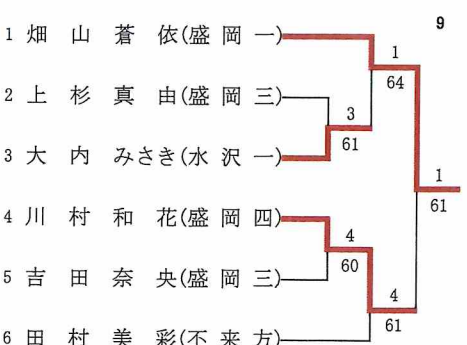 9
1 畑 山 蒼 依(盛 岡 一)
1
64
2 上 杉 真 由(盛 岡 三)
3
61
3 大 内 みさき(水 沢 一)
1
61
4 川 村 和 花(盛 岡 四)
4
60
5 吉 田 奈 央(盛 岡 三)
4
61
6 田 村 美 彩(不 来 方)